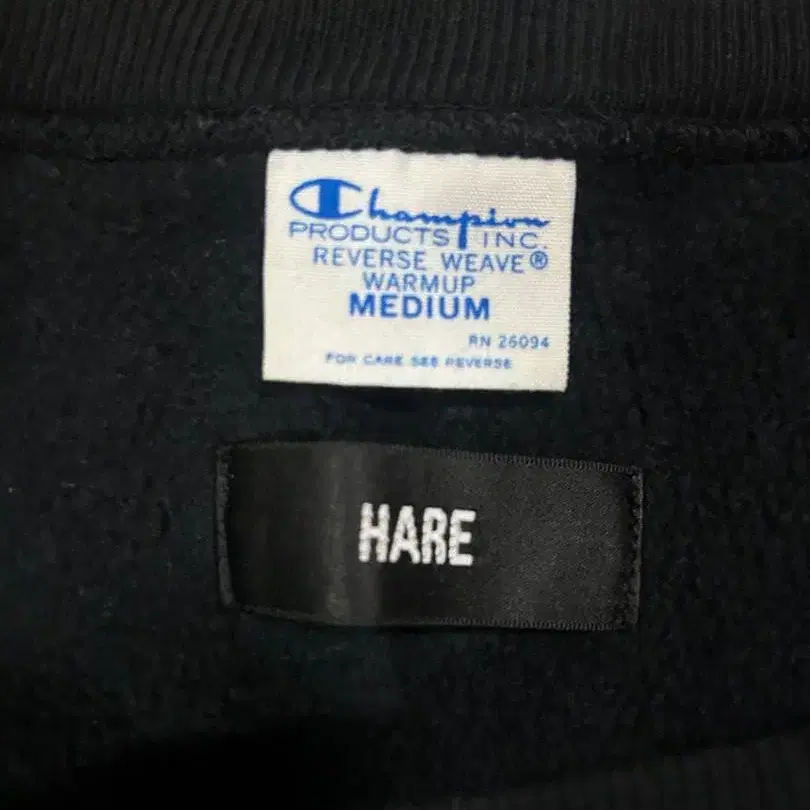 Champion
PRODUCTS INC.
REVERSE WEAVE®
WARMUP
MEDIUM
RN 26094
FOR CARE SEE REVERSE
HARE